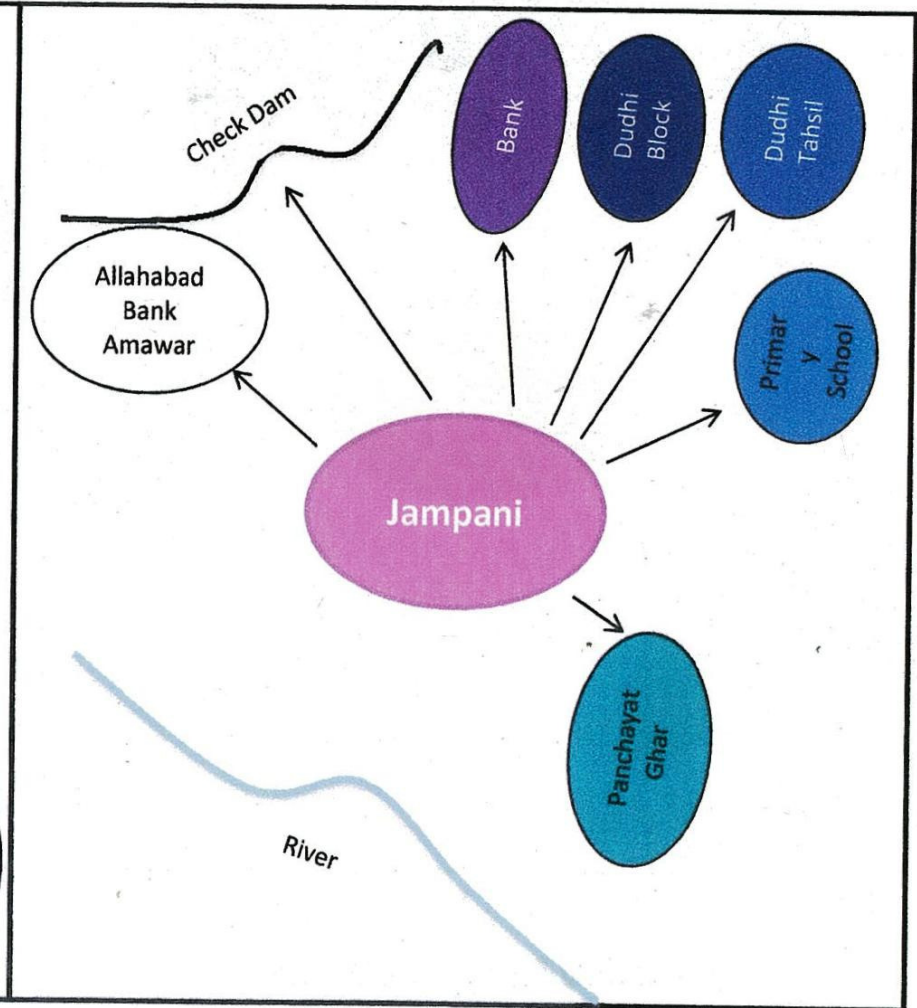 Check Dam
Bank
Dudhi
Block
Dudhi
Tahsil
Allahabad
Bank
Amawar
Primar
y
School
Jampani
Panchayat
Ghar
River